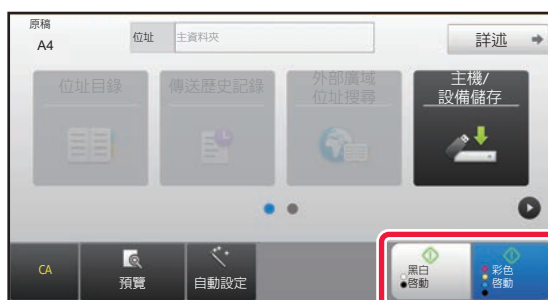 原稿
A4
位址 主資料夾
詳述
位址目錄
傳送歷史記錄
外部廣域
位址搜尋
主機/
設備儲存
CA
預覽
自動設定
黑白
啓動
彩色
啓動